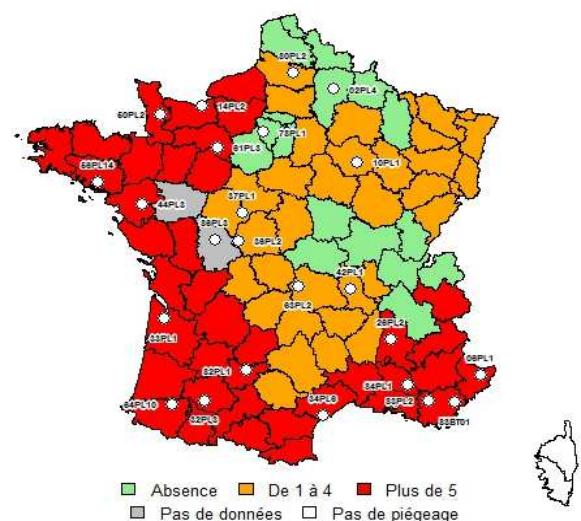 80PL2
02PL4
14PL2
50PL2
78PL1
61PL3
10PL1
56PL14
37PL1
44PL3
86PL3
36PL2
42PL1
63PL2
26PL2
33PL1
06PL1
82PL1
84PL1
64PL10
34PL6
83PL2
32PL3
83BT01
Absence De 1 à 4 Plus de 5
Pas de données Pas de piégeage